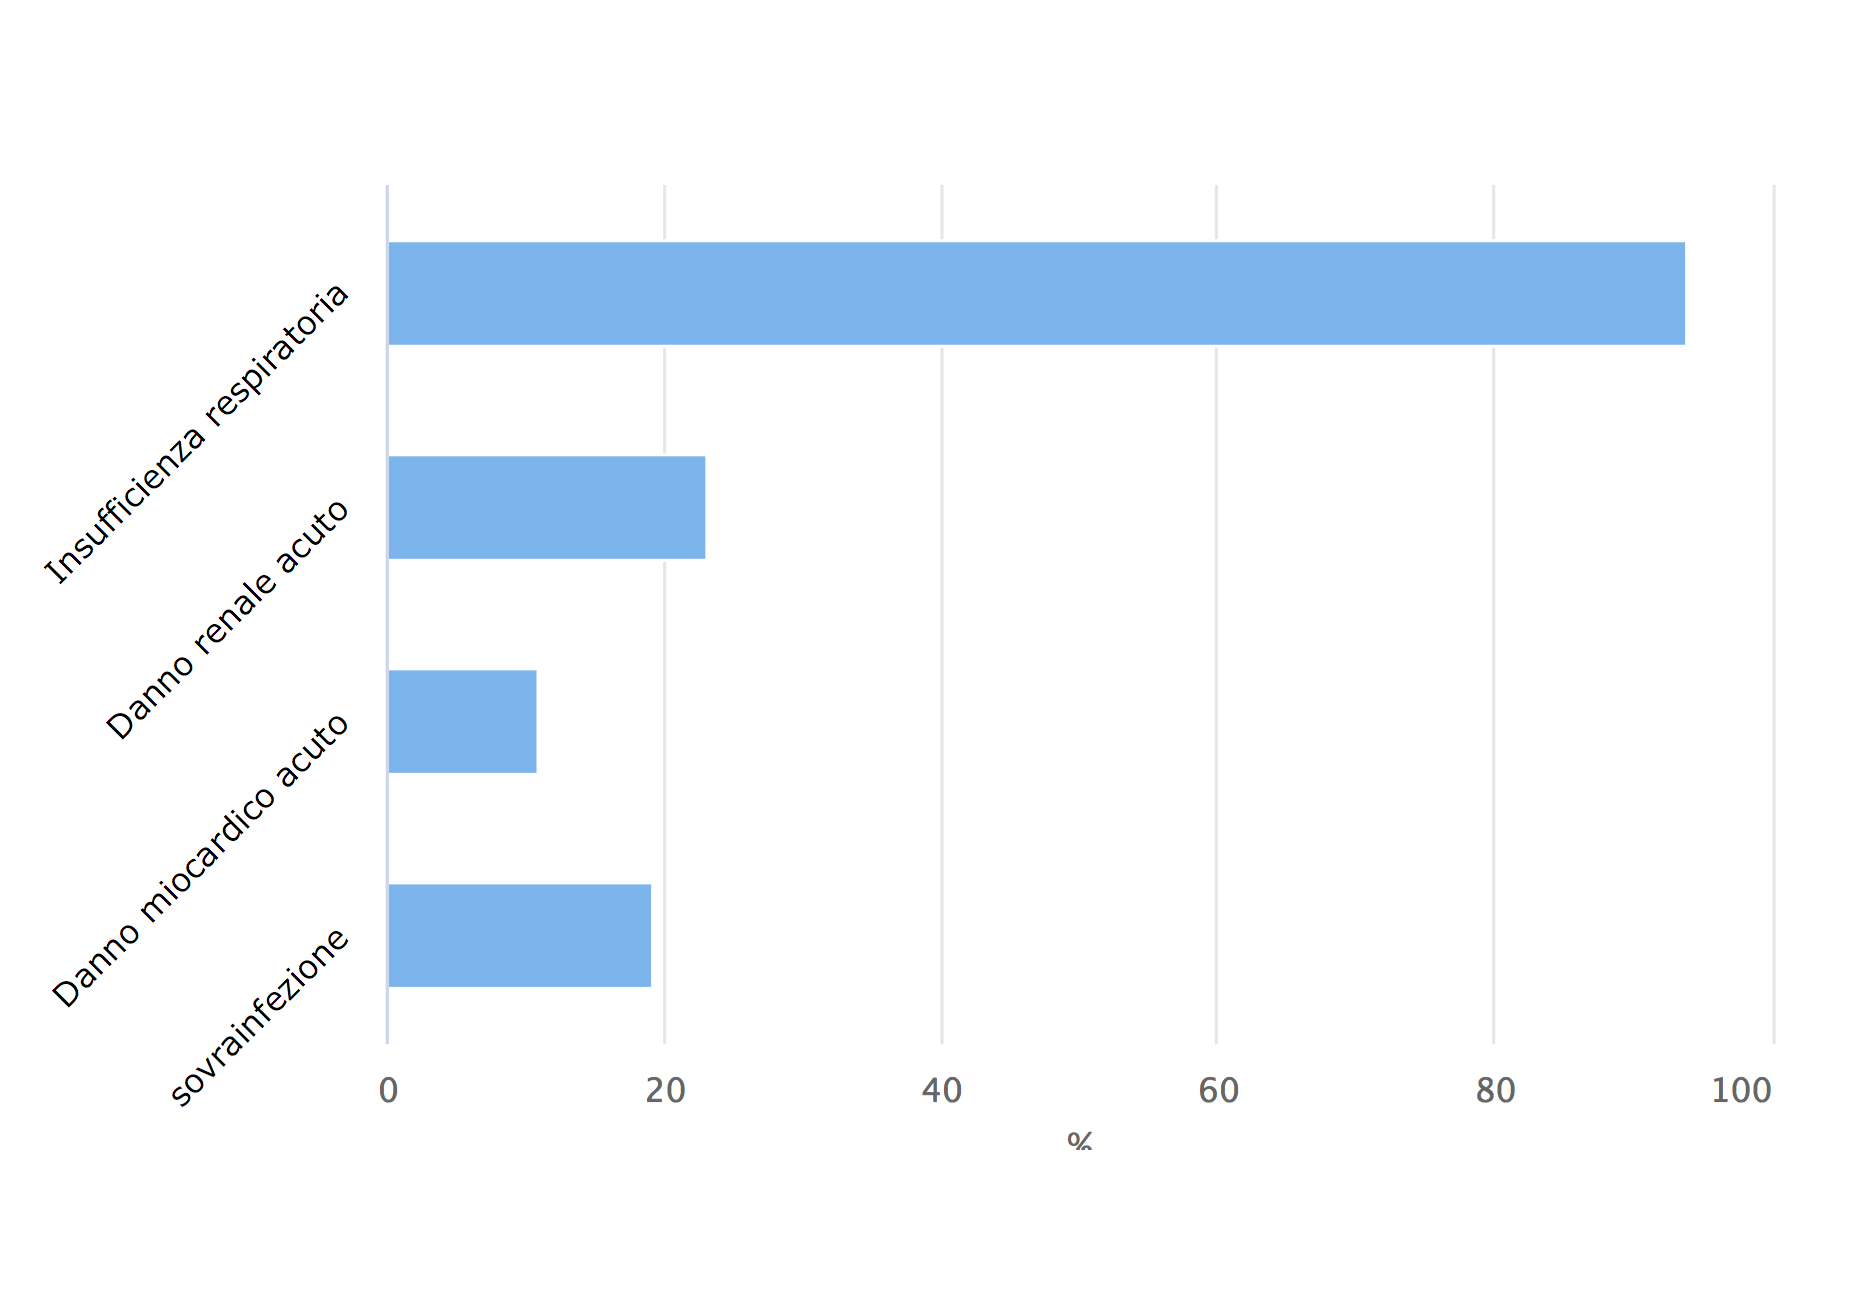 Insufficienza respiratoria
Danno renale acuto
Danno miocardico acuto
sovrainfezione
0 20 40 60 80 100
%